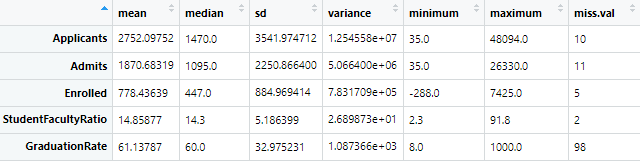 mean median sd variance minimum maximum miss.val
Applicants 2752.09752 1470.0 3541.974712 1.254558e+07 35.0 48094.0 10
Admits 1870.68319 1095.0 2250.866400 5.066400e+06 35.0 26330.0 11
Enrolled 778.43639 447.0 884.969414 7.831709e+05 -288.0 7425.0 5
StudentFacultyRatio 14.85877 14.3 5.186399 2.689873e+01 2.3 91.8 2
GraduationRate 61.13787 60.0 32.975231 1.087366e+03 8.0 1000.0 98